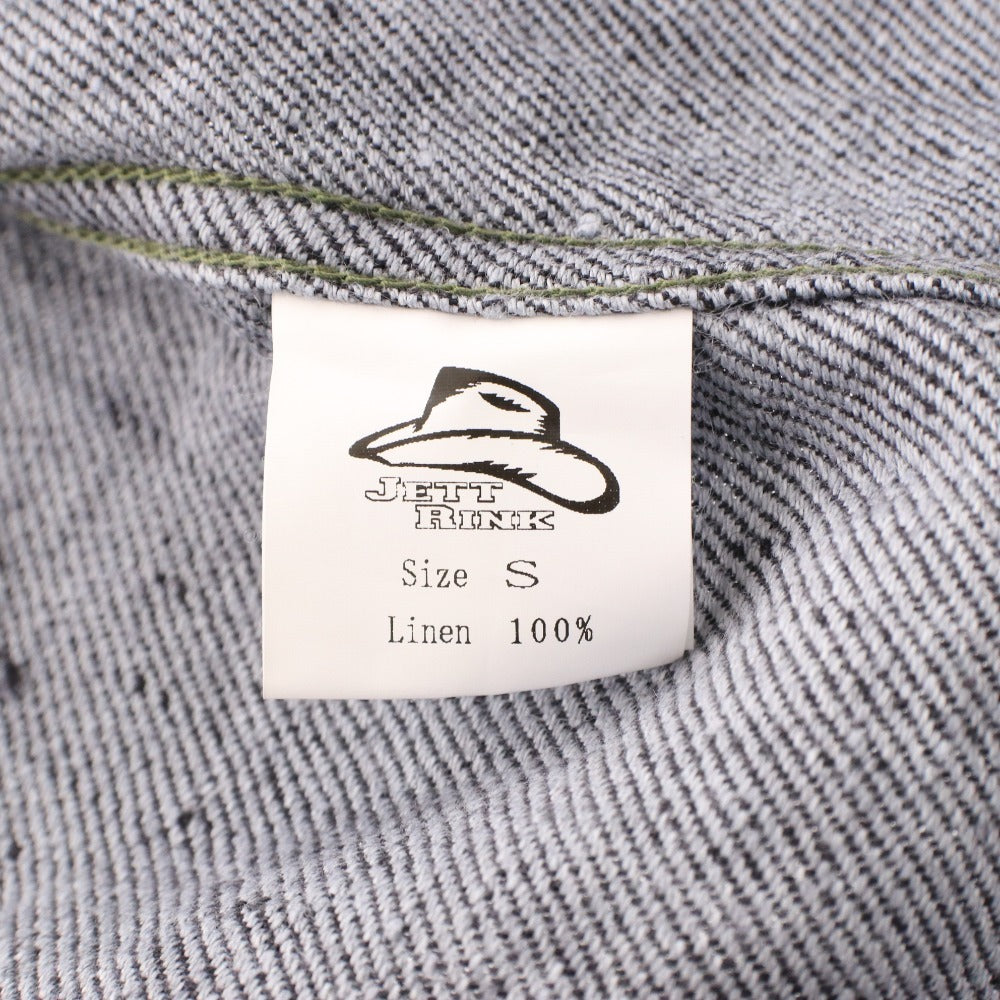 JETT
RINK
Size S
Linen 100%